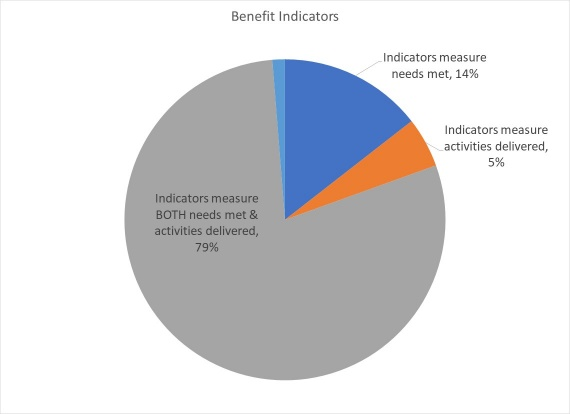 Benefit Indicators
Indicators measure
needs met, 14%
Indicators measure
activities delivered,
5%
Indicators measure
BOTH needs met &
activities delivered,
79%